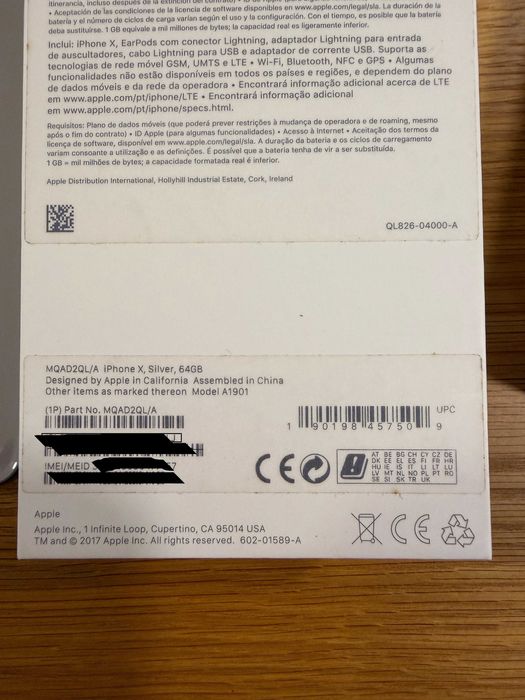 itinerancia, incluso después de la extinción del contrato) • ID de Apple (para
• Aceptación de las condiciones de la licencia de software disponibles en www.apple.com/legal/sla. La duración de la
batería y el número de ciclos de carga varían según el uso y la configuración. Con el tiempo, es posible que la batería
deba sustituirse. 1 GB equivale a mil millones de bytes; la capacidad real es ligeramente inferior.
Inclui: iPhone X, EarPods com conector Lightning, adaptador Lightning para entrada
de auscultadores, cabo Lightning para USB e adaptador de corrente USB. Suporta as
tecnologias de rede móvel GSM, UMTS e LTE • Wi-Fi, Bluetooth, NFC e GPS • Algumas
funcionalidades não estão disponíveis em todos os países e regiões, e dependem do plano
de dados móveis e da rede da operadora • Encontrará informação adicional acerca de LTE
em www.apple.com/pt/iphone/LTE • Encontrará informação adicional
em www.apple.com/pt/iphone/specs.html.
Requisitos: Plano de dados móveis (que poderá prever restrições à mudança de operadora e de roaming, mesmo
após o fim do contrato) • ID Apple (para algumas funcionalidades) • Acesso à Internet • Aceitação dos termos da
licença de software, disponível em www.apple.com/legal/sla. A duração da bateria e os ciclos de carregamento
variam consoante a utilização e as definições. É possível que a bateria tenha de vir a ser substituída.
1 GB = mil milhões de bytes; a capacidade formatada real é inferior.
Apple Distribution International, Hollyhill Industrial Estate, Cork, Ireland
QL826-04000-A
MQAD2QL/A iPhone X, Silver, 64GB
Designed by Apple in California Assembled in China
Other items as marked thereon Model A1901
(1P) Part No. MQAD2QL/A
UPC
1 90198 45750 9
IMEI/MEID
7
CE
AT BE BG CH CY CZ DE
DK EE EL ES FI FR HR
HU IE IS IT LI LT LU
LV MT NL NO PL PT RO
SE SI SK TR UK
Apple
Apple Inc., 1 Infinite Loop, Cupertino, CA 95014 USA
TM and © 2017 Apple Inc. All rights reserved. 602-01589-A
CE